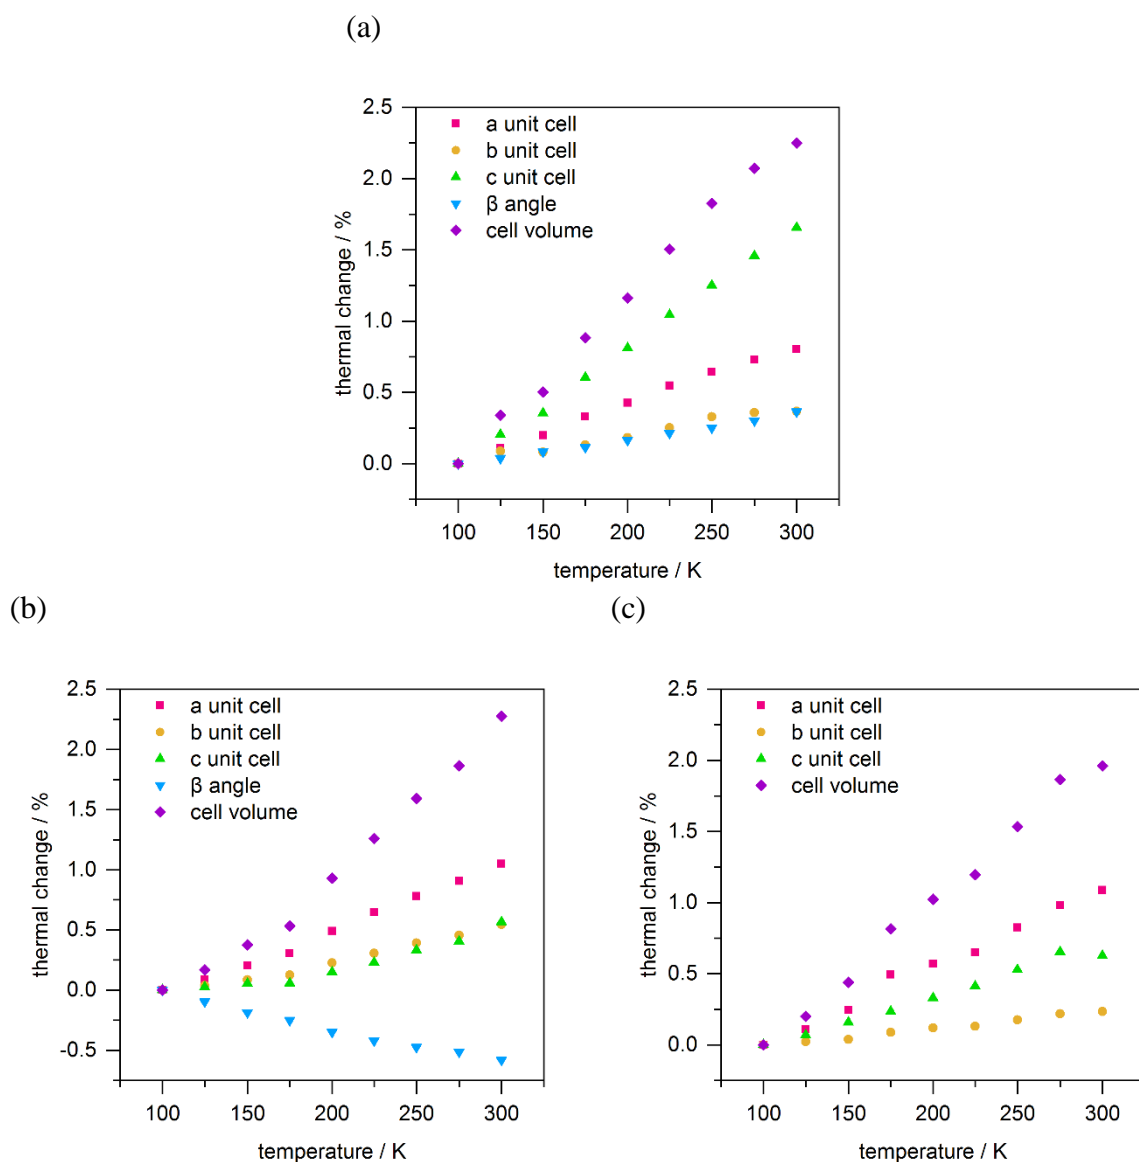 (a)
2.5
2.0
1.5
1.0
0.5
0.0
thermal change / %
a unit cell
b unit cell
c unit cell
β angle
cell volume
100 150 200 250 300
temperature / K
(b)
2.5
2.0
1.5
1.0
0.5
0.0
-0.5
thermal change / %
a unit cell
b unit cell
c unit cell
β angle
cell volume
100 150 200 250 300
temperature / K
(c)
2.5
2.0
1.5
1.0
0.5
0.0
thermal change / %
a unit cell
b unit cell
c unit cell
cell volume
100 150 200 250 300
temperature / K